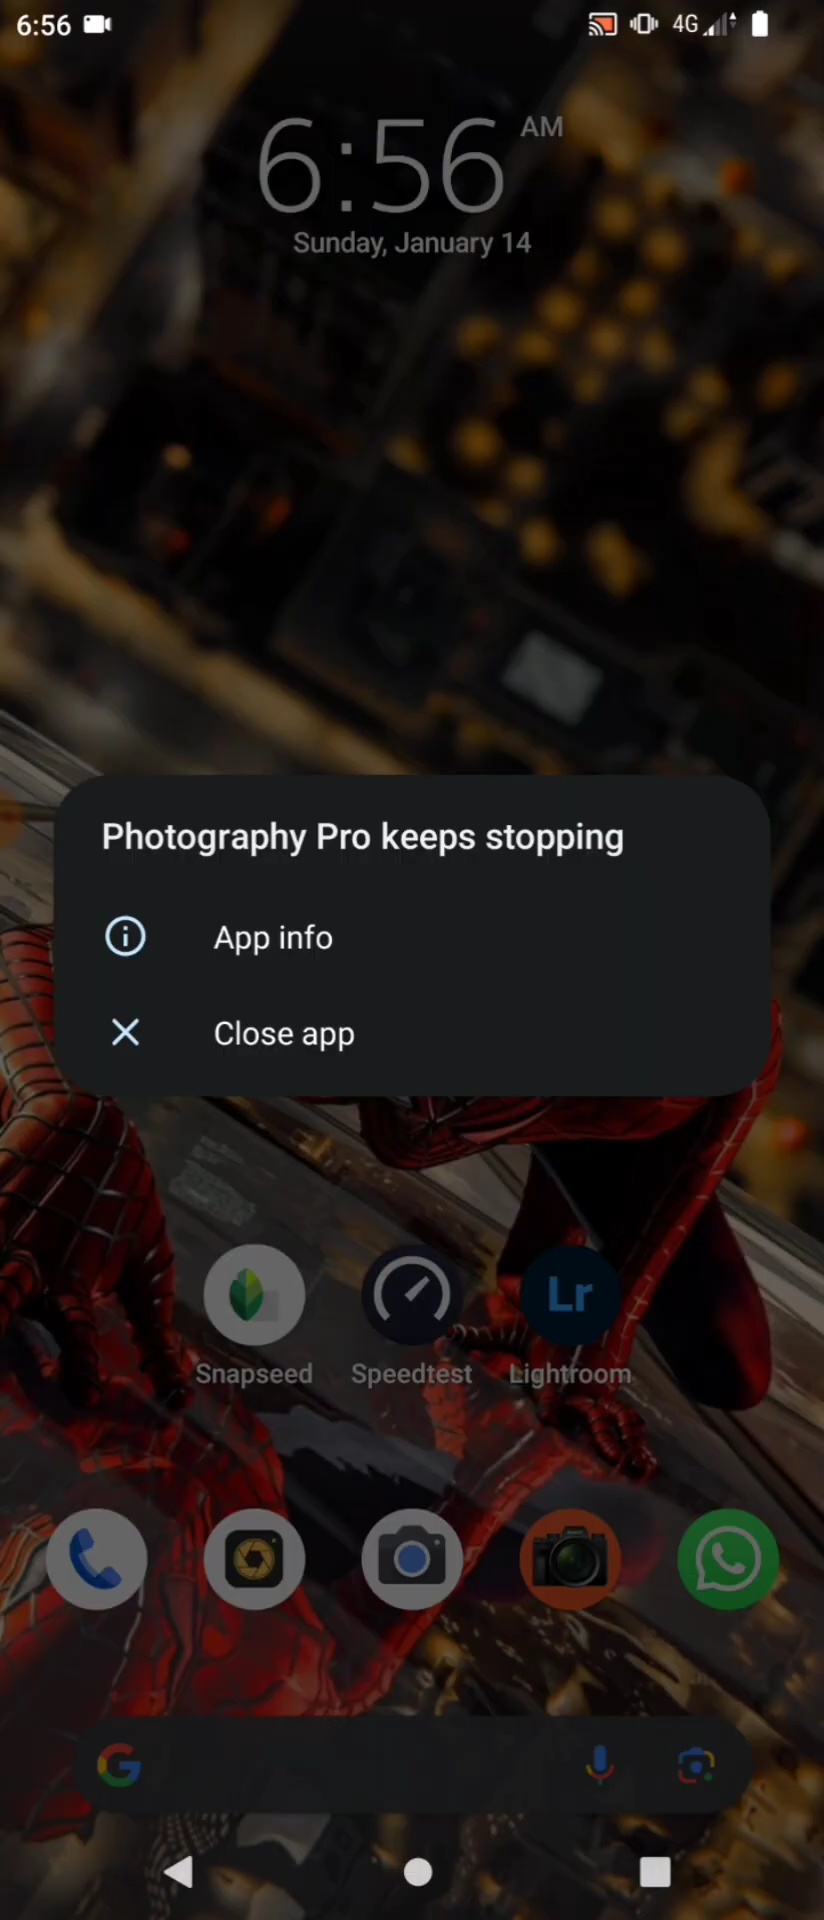 6:56
4G
6:56 AM
Sunday, January 14
Photography Pro keeps stopping
App info
Close app
Snapseed Speedtest Lightroom
Lr